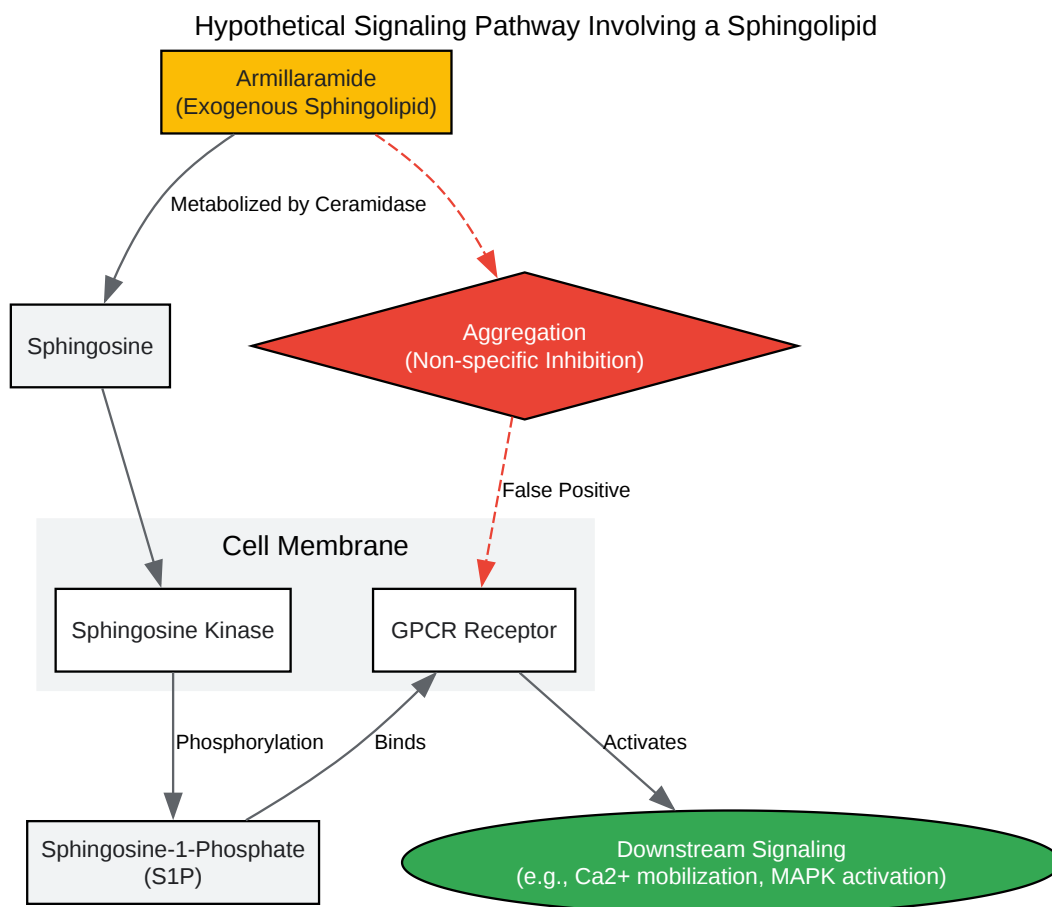 Hypothetical Signaling Pathway Involving a Sphingolipid
Armillaramide
(Exogenous Sphingolipid)
Metabolized by Ceramidase
Sphingosine
Aggregation
(Non-specific Inhibition)
False Positive
Cell Membrane
Sphingosine Kinase
GPCR Receptor
Phosphorylation
Binds
Activates
Sphingosine-1-Phosphate
(S1P)
Downstream Signaling
(e.g., Ca2+ mobilization, MAPK activation)